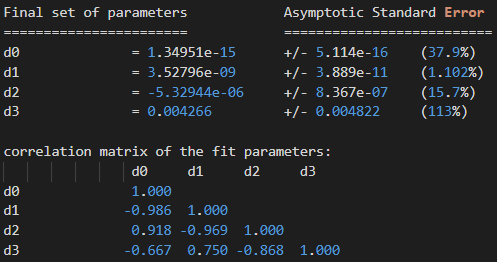 Final set of parameters            Asymptotic Standard Error
=======================            ==========================
d0              = 1.34951e-15      +/- 5.114e-16    (37.9%)
d1              = 3.52796e-09      +/- 3.889e-11    (1.102%)
d2              = -5.32944e-06     +/- 8.367e-07    (15.7%)
d3              = 0.004266         +/- 0.004822     (113%)
correlation matrix of the fit parameters:
                d0     d1     d2     d3
d0              1.000
d1             -0.986  1.000
d2              0.918 -0.969  1.000
d3             -0.667  0.750 -0.868  1.000